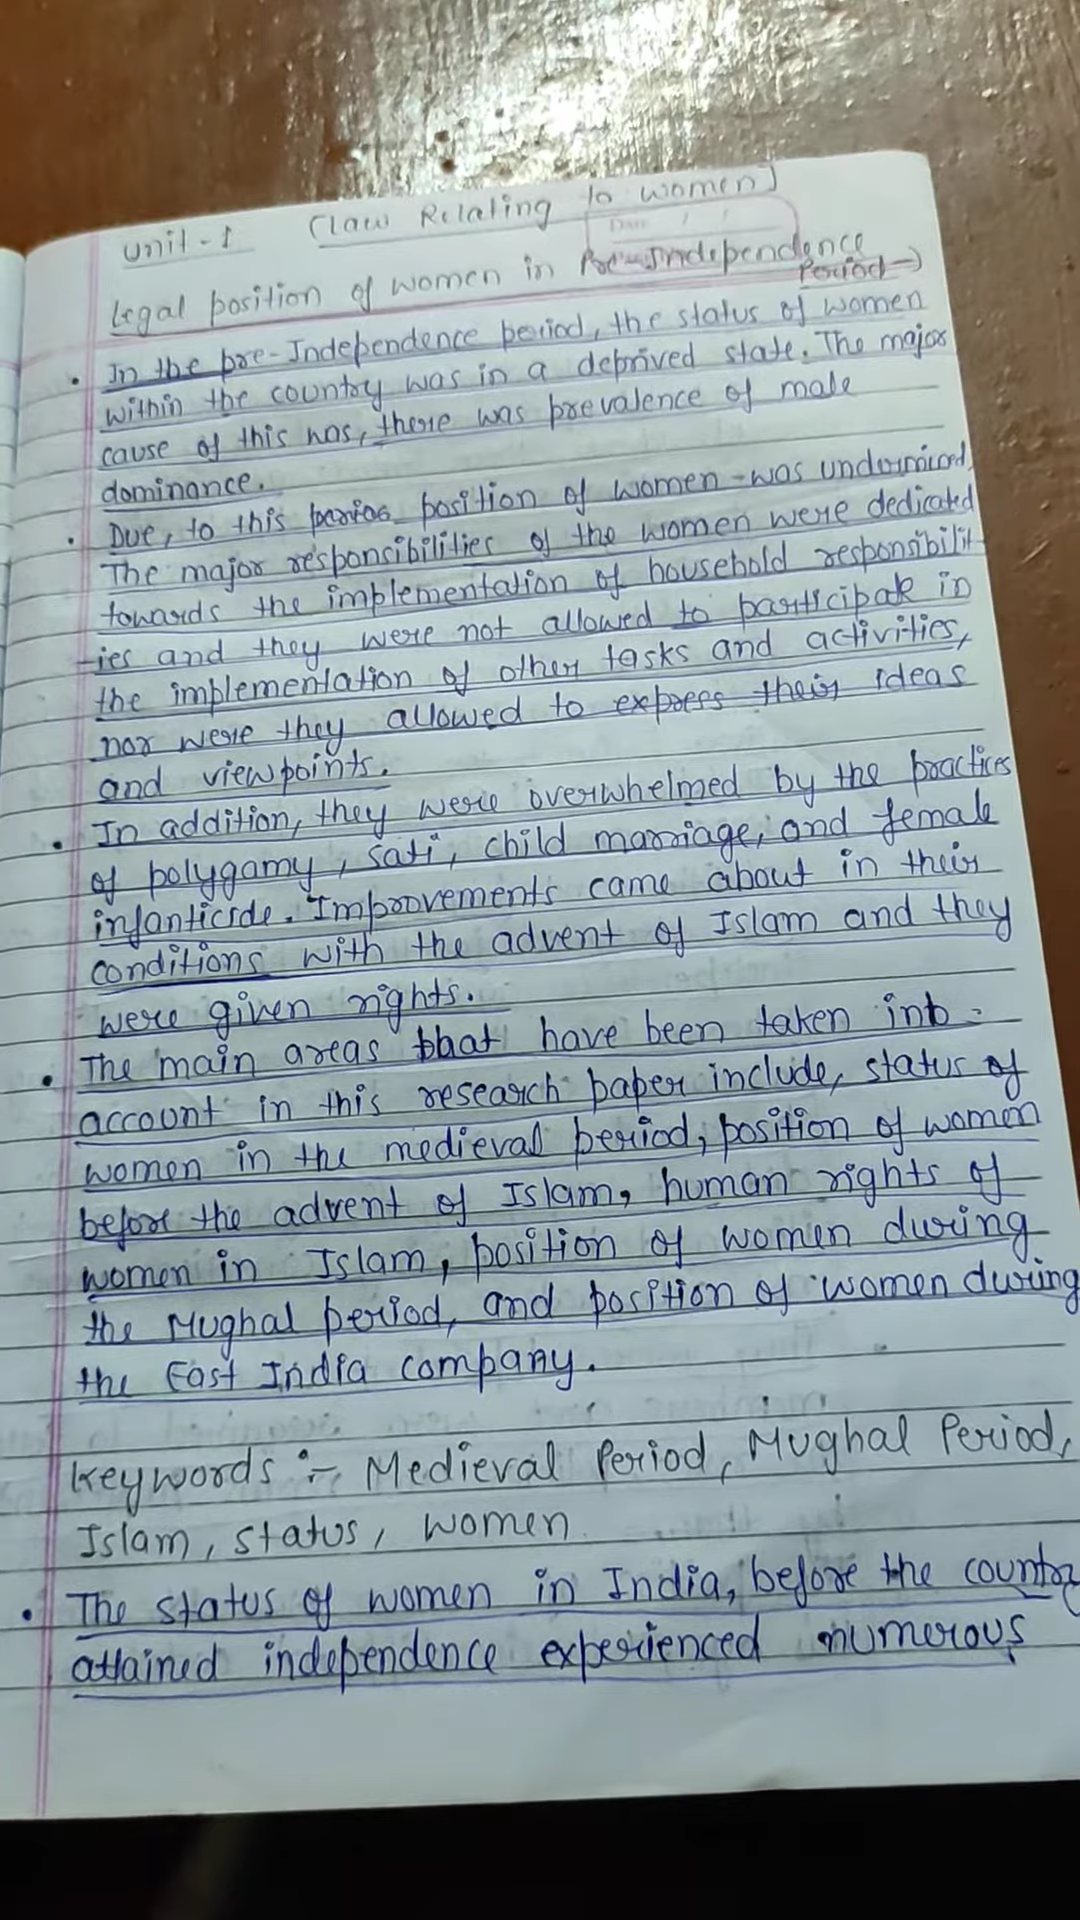 Unit - 1 (Law Relating to women)
Date / /
Legal position of women in Pre-Independence
Period →
• In the pre-Independence period, the status of women
within the country was in a deprived state. The major
cause of this was, there was prevalence of male
dominance.
• Due, to this position of women was undermined.
The major responsibilities of the women were dedicated
towards the implementation of household responsibilit
-ies and they were not allowed to participate in
the implementation of other tasks and activities,
nor were they allowed to express their ideas
and viewpoints.
• In addition, they were overwhelmed by the practices
of polygamy, sati, child marriage, and female
infanticide. Improovements came about in their
conditions with the advent of Islam and they
were given rights.
• The main areas that have been taken into -
account in this research paper include, status of
women in the medieval period, position of women
before the advent of Islam, human rights of
women in Islam, position of women during
the Mughal period, and position of women during
the East India company.
Keywords :- Medieval Period, Mughal Period,
Islam, status, women.
• The status of women in India, before the country
attained independence experienced numerous